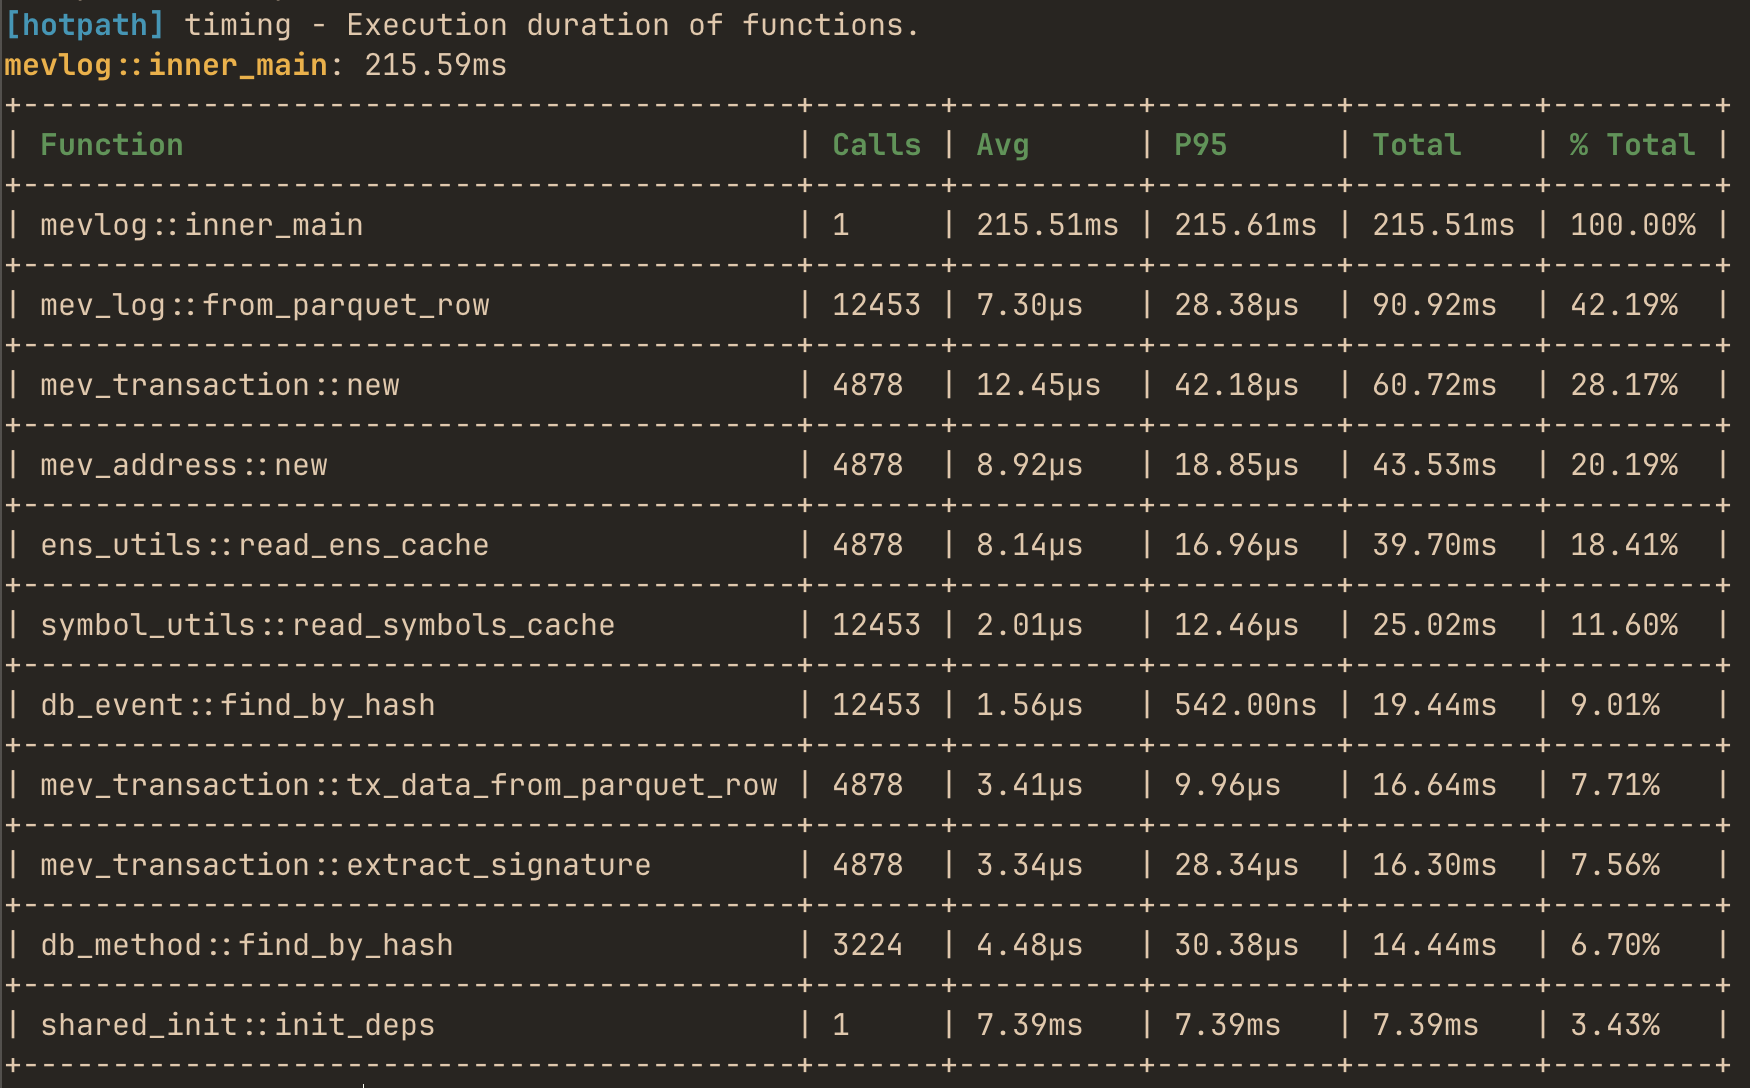 [hotpath] timing - Execution duration of functions.
mevlog::inner_main: 215.59ms
+-------------------------------------------+-------+----------+----------+----------+---------+
| Function | Calls | Avg | P95 | Total | % Total |
+-------------------------------------------+-------+----------+----------+----------+---------+
| mevlog::inner_main | 1 | 215.51ms | 215.61ms | 215.51ms | 100.00% |
+-------------------------------------------+-------+----------+----------+----------+---------+
| mev_log::from_parquet_row | 12453 | 7.30µs | 28.38µs | 90.92ms | 42.19% |
+-------------------------------------------+-------+----------+----------+----------+---------+
| mev_transaction::new | 4878 | 12.45µs | 42.18µs | 60.72ms | 28.17% |
+-------------------------------------------+-------+----------+----------+----------+---------+
| mev_address::new | 4878 | 8.92µs | 18.85µs | 43.53ms | 20.19% |
+-------------------------------------------+-------+----------+----------+----------+---------+
| ens_utils::read_ens_cache | 4878 | 8.14µs | 16.96µs | 39.70ms | 18.41% |
+-------------------------------------------+-------+----------+----------+----------+---------+
| symbol_utils::read_symbols_cache | 12453 | 2.01µs | 12.46µs | 25.02ms | 11.60% |
+-------------------------------------------+-------+----------+----------+----------+---------+
| db_event::find_by_hash | 12453 | 1.56µs | 542.00ns | 19.44ms | 9.01% |
+-------------------------------------------+-------+----------+----------+----------+---------+
| mev_transaction::tx_data_from_parquet_row | 4878 | 3.41µs | 9.96µs | 16.64ms | 7.71% |
+-------------------------------------------+-------+----------+----------+----------+---------+
| mev_transaction::extract_signature | 4878 | 3.34µs | 28.34µs | 16.30ms | 7.56% |
+-------------------------------------------+-------+----------+----------+----------+---------+
| db_method::find_by_hash | 3224 | 4.48µs | 30.38µs | 14.44ms | 6.70% |
+-------------------------------------------+-------+----------+----------+----------+---------+
| shared_init::init_deps | 1 | 7.39ms | 7.39ms | 7.39ms | 3.43% |
+-------------------------------------------+-------+----------+----------+----------+---------+